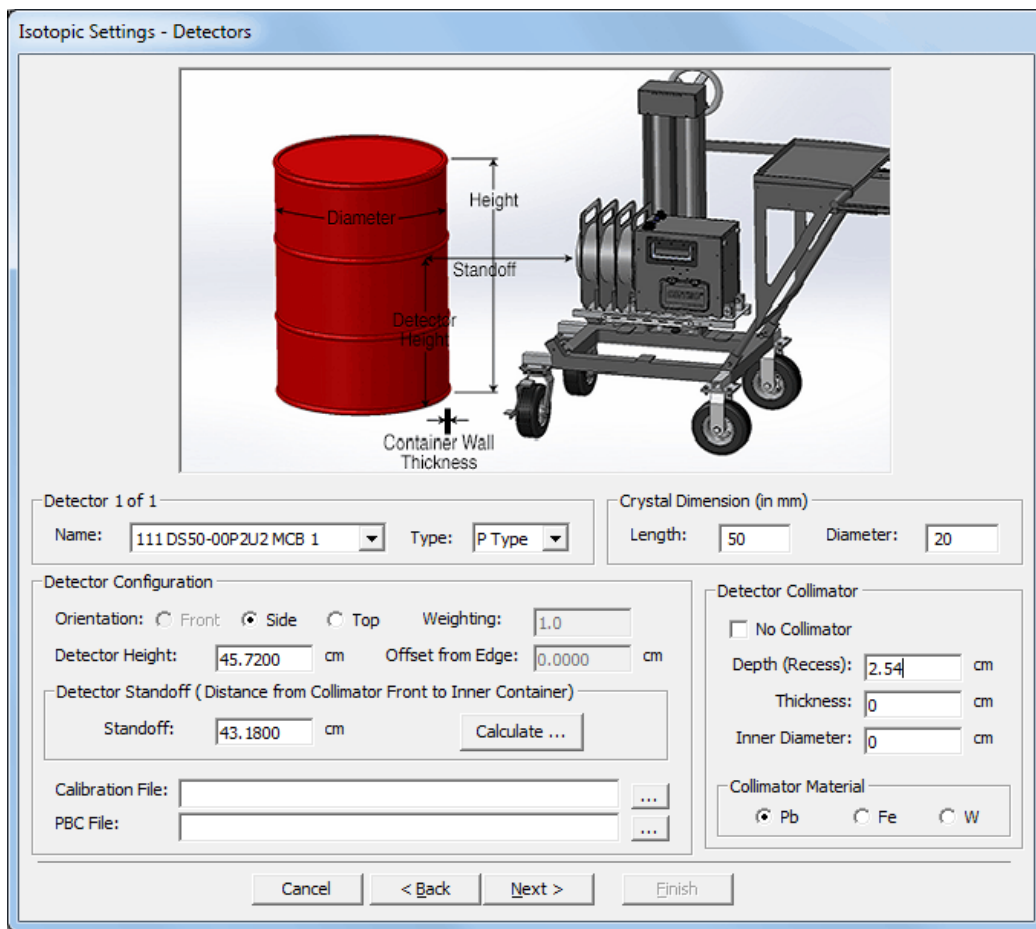 Isotopic Settings - Detectors
Height
Diameter
Standoff
Detector
Height
Container Wall
Thickness
Detector 1 of 1
Name: 111 DS50-00P2U2 MCB 1 Type: P Type
Crystal Dimension (in mm)
Length: 50 Diameter: 20
Detector Configuration
Orientation: Front Side Top Weighting: 1.0
Detector Height: 45.7200 cm Offset from Edge: 0.0000 cm
Detector Standoff ( Distance from Collimator Front to Inner Container)
Standoff: 43.1800 cm Calculate ...
Calibration File: ...
PBC File: ...
Detector Collimator
No Collimator
Depth (Recess): 2.54 cm
Thickness: 0 cm
Inner Diameter: 0 cm
Collimator Material
Pb Fe W
Cancel < Back Next > Finish